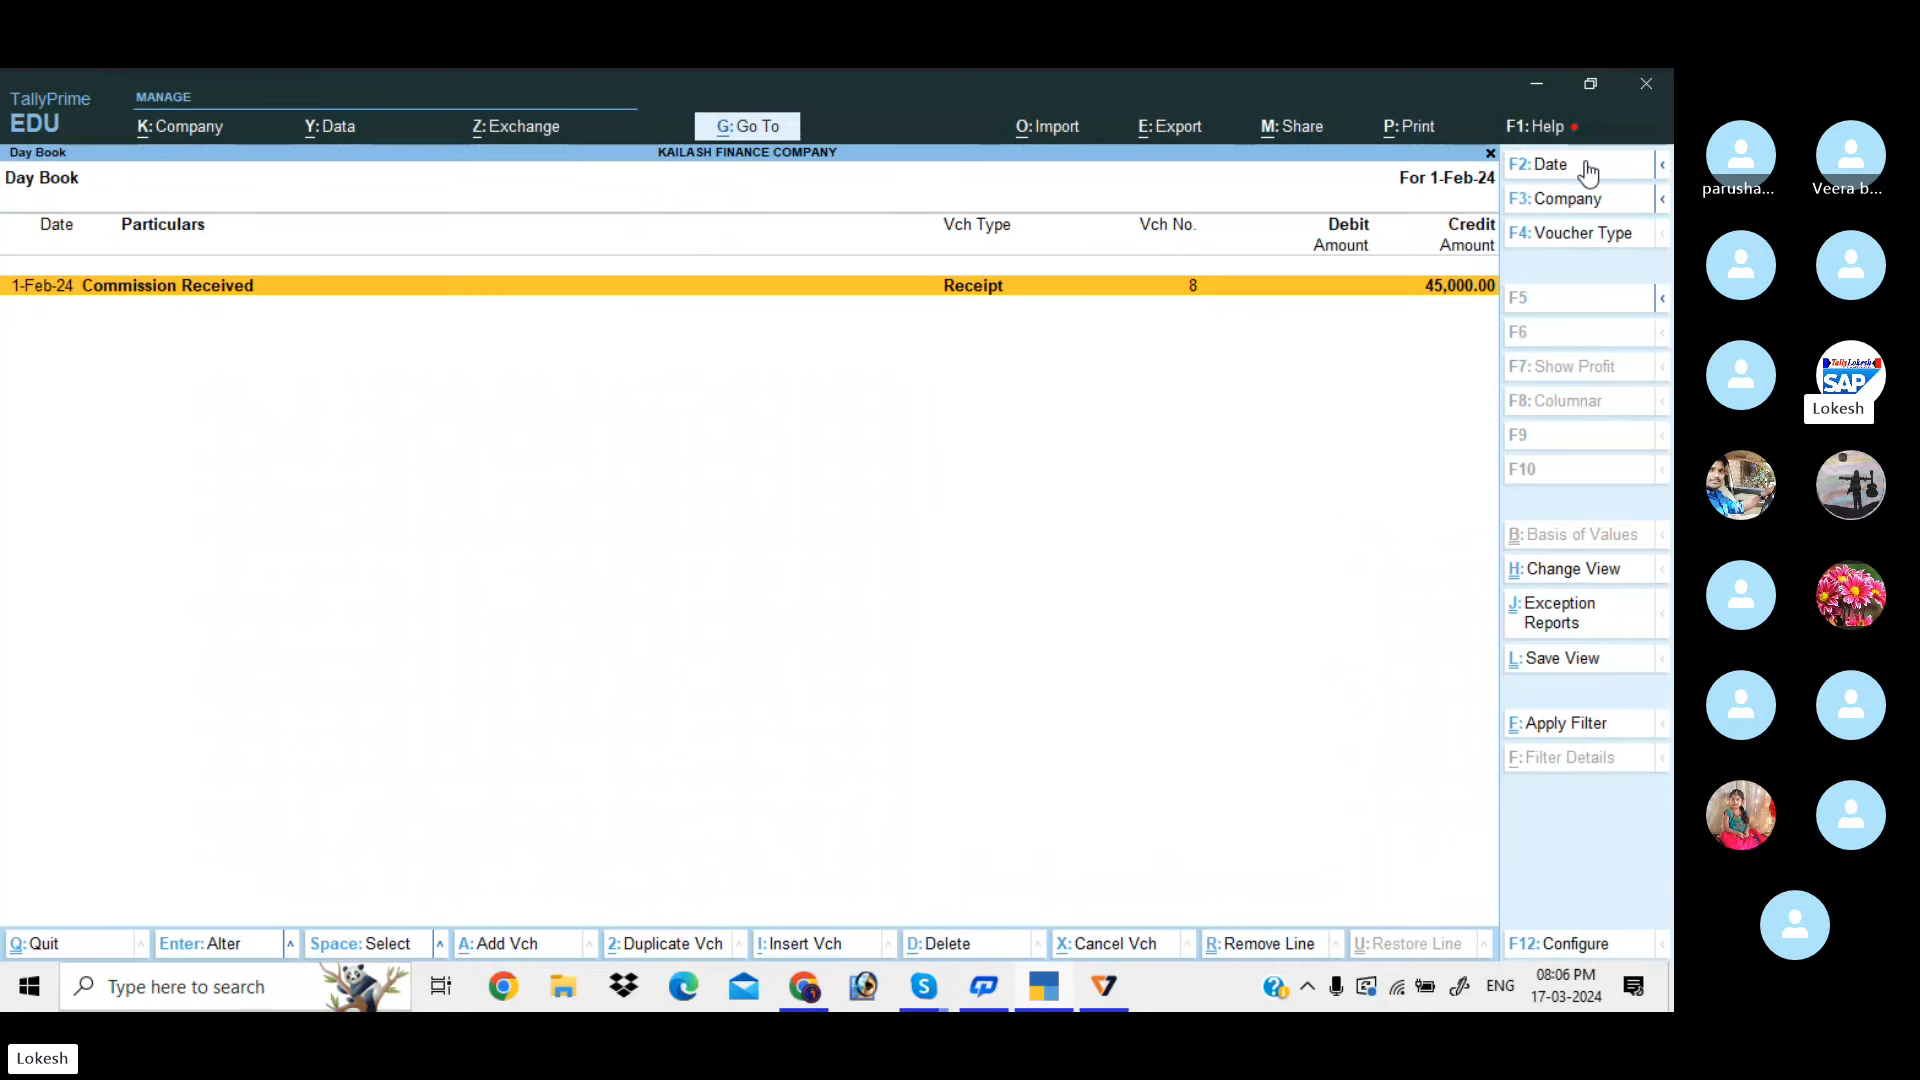 TallyPrime
EDU
MANAGE
K: Company
Y: Data
Z: Exchange
G: Go To
O: Import
E: Export
M: Share
P: Print
F1: Help
Day Book
KAILASH FINANCE COMPANY
Day Book
For 1-Feb-24
Date
Particulars
Vch Type
Vch No.
Debit
Amount
Credit
Amount
1-Feb-24 Commission Received Receipt 8 45,000.00
F2: Date
F3: Company
F4: Voucher Type
F5
F6
F7: Show Profit
F8: Columnar
F9
F10
B: Basis of Values
H: Change View
J: Exception
Reports
L: Save View
F: Apply Filter
F: Filter Details
Q: Quit
Enter: Alter
Space: Select
A: Add Vch
2: Duplicate Vch
I: Insert Vch
D: Delete
X: Cancel Vch
R: Remove Line
U: Restore Line
F12: Configure
Type here to search
ENG
08:06 PM
17-03-2024
parusha...
Veera b...
TallyLokesh
SAP
Lokesh
Lokesh